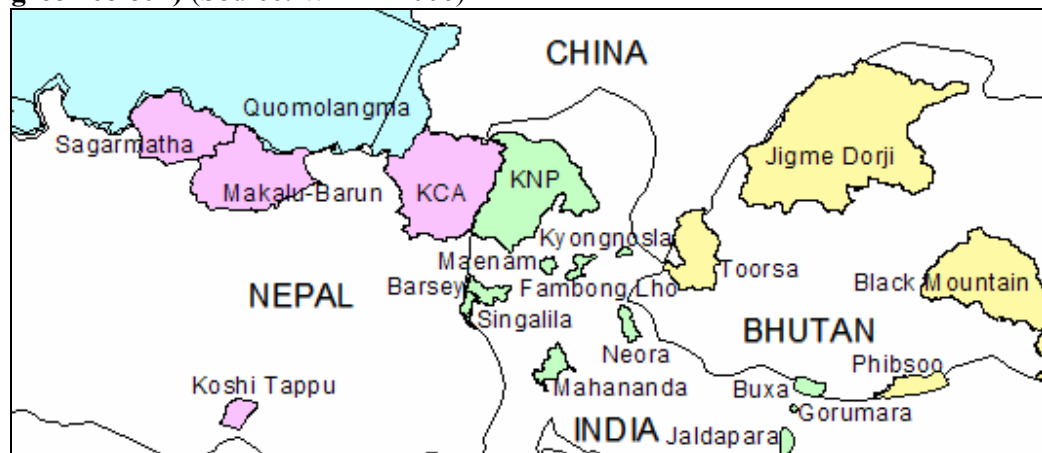 CHINA
Quomolangma
Sagarmatha
Jigme Dorji
Makalu-Barun
KCA
KNP
Kyongnosla
Maenam
Toorsa
Barsey
Fambong Lho
Black Mountain
NEPAL
Singalila
BHUTAN
Neora
Phibsoo
Koshi Tappu
Mahananda
Buxa
Gorumara
INDIA
Jaldapara